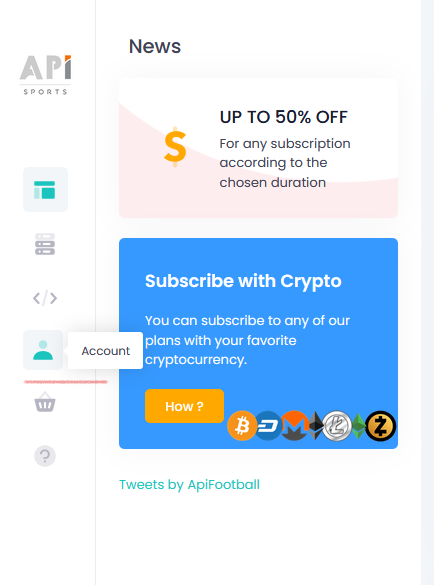 News
APi
SPORTS
UP TO 50% OFF
For any subscription
according to the
chosen duration
Subscribe with Crypto
You can subscribe to any of our
plans with your favorite
cryptocurrency.
Account
How ?
Tweets by ApiFootball